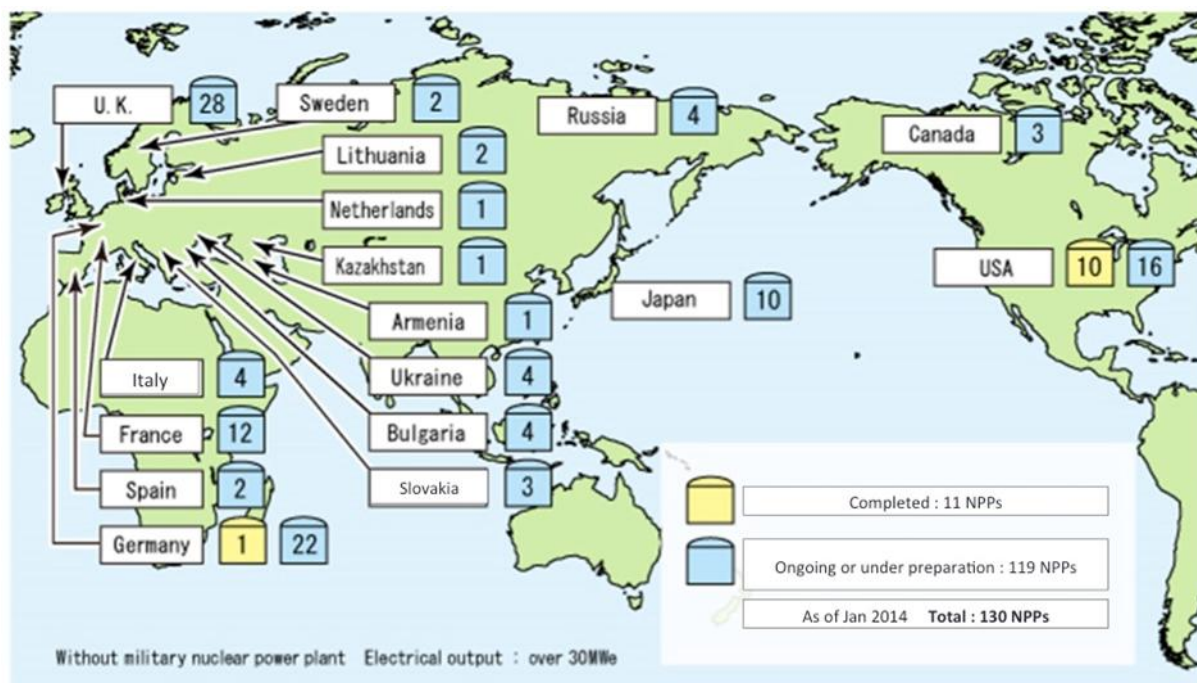 U. K. 28
Sweden 2
Russia 4
Canada 3
Lithuania 2
Netherlands 1
Kazakhstan 1
USA 10 16
Japan 10
Armenia 1
Italy 4
Ukraine 4
France 12
Bulgaria 4
Spain 2
Slovakia 3
Germany 1 22
Completed : 11 NPPs
Ongoing or under preparation : 119 NPPs
As of Jan 2014 Total : 130 NPPs
Without military nuclear power plant Electrical output : over 30MWe